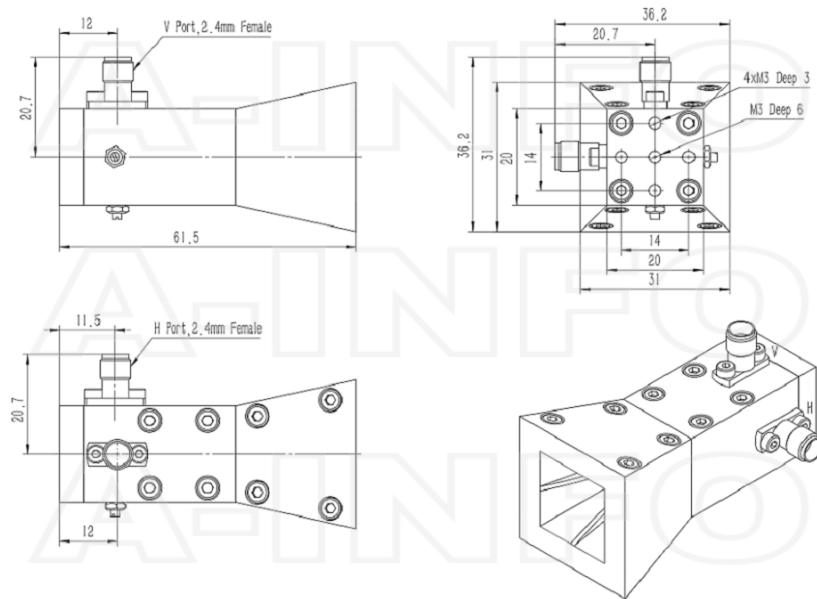 A-INFO
12
V Port,2.4mm Female
20.7
61.5
36.2
20.7
4xM3 Deep 3
M3 Deep 6
36.2
31
20
14
14
20
31
A-INFO
11.5
H Port,2.4mm Female
20.7
12
V
H
A-INFO